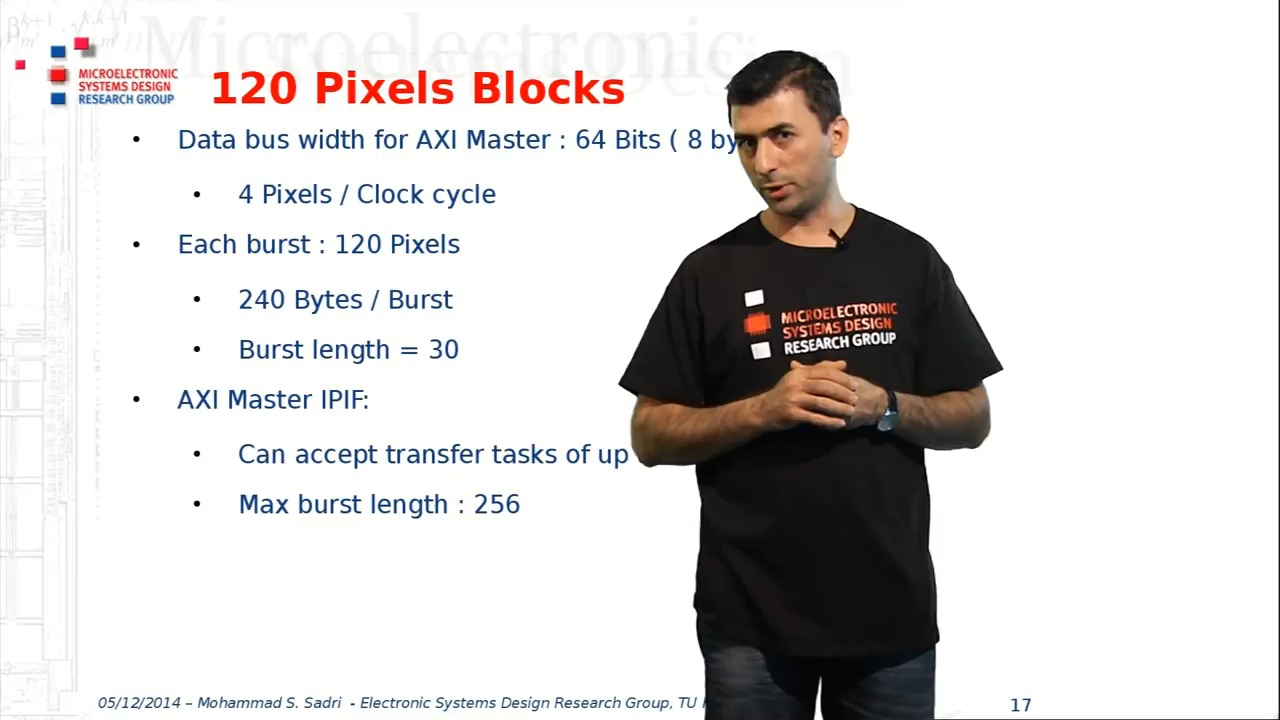 Microelectronic
MICROELECTRONIC
SYSTEMS DESIGN
RESEARCH GROUP
120 Pixels Blocks
• Data bus width for AXI Master : 64 Bits ( 8 by
• 4 Pixels / Clock cycle
• Each burst : 120 Pixels
• 240 Bytes / Burst
• Burst length = 30
• AXI Master IPIF:
• Can accept transfer tasks of up
• Max burst length : 256
MICROELECTRONIC
SYSTEMS DESIGN
RESEARCH GROUP
05/12/2014 – Mohammad S. Sadri - Electronic Systems Design Research Group, TU
17